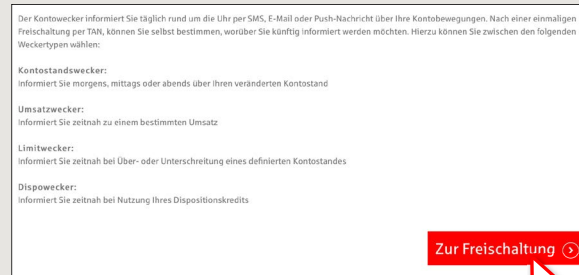 Der Kontowecker informiert Sie täglich rund um die Uhr per SMS, E-Mail oder Push-Nachricht über Ihre Kontobewegungen. Nach einer einmaligen
Freischaltung per TAN, können Sie selbst bestimmen, worüber Sie künftig informiert werden möchten. Hierzu können Sie zwischen den folgenden
Weckertypen wählen:
Kontostandswecker:
Informiert Sie morgens, mittags oder abends über Ihren veränderten Kontostand
Umsatzwecker:
Informiert Sie zeitnah zu einem bestimmten Umsatz
Limitwecker:
Informiert Sie zeitnah bei Über- oder Unterschreitung eines definierten Kontostandes
Dispowecker:
Informiert Sie zeitnah bei Nutzung Ihres Dispositionskredits
Zur Freischaltung